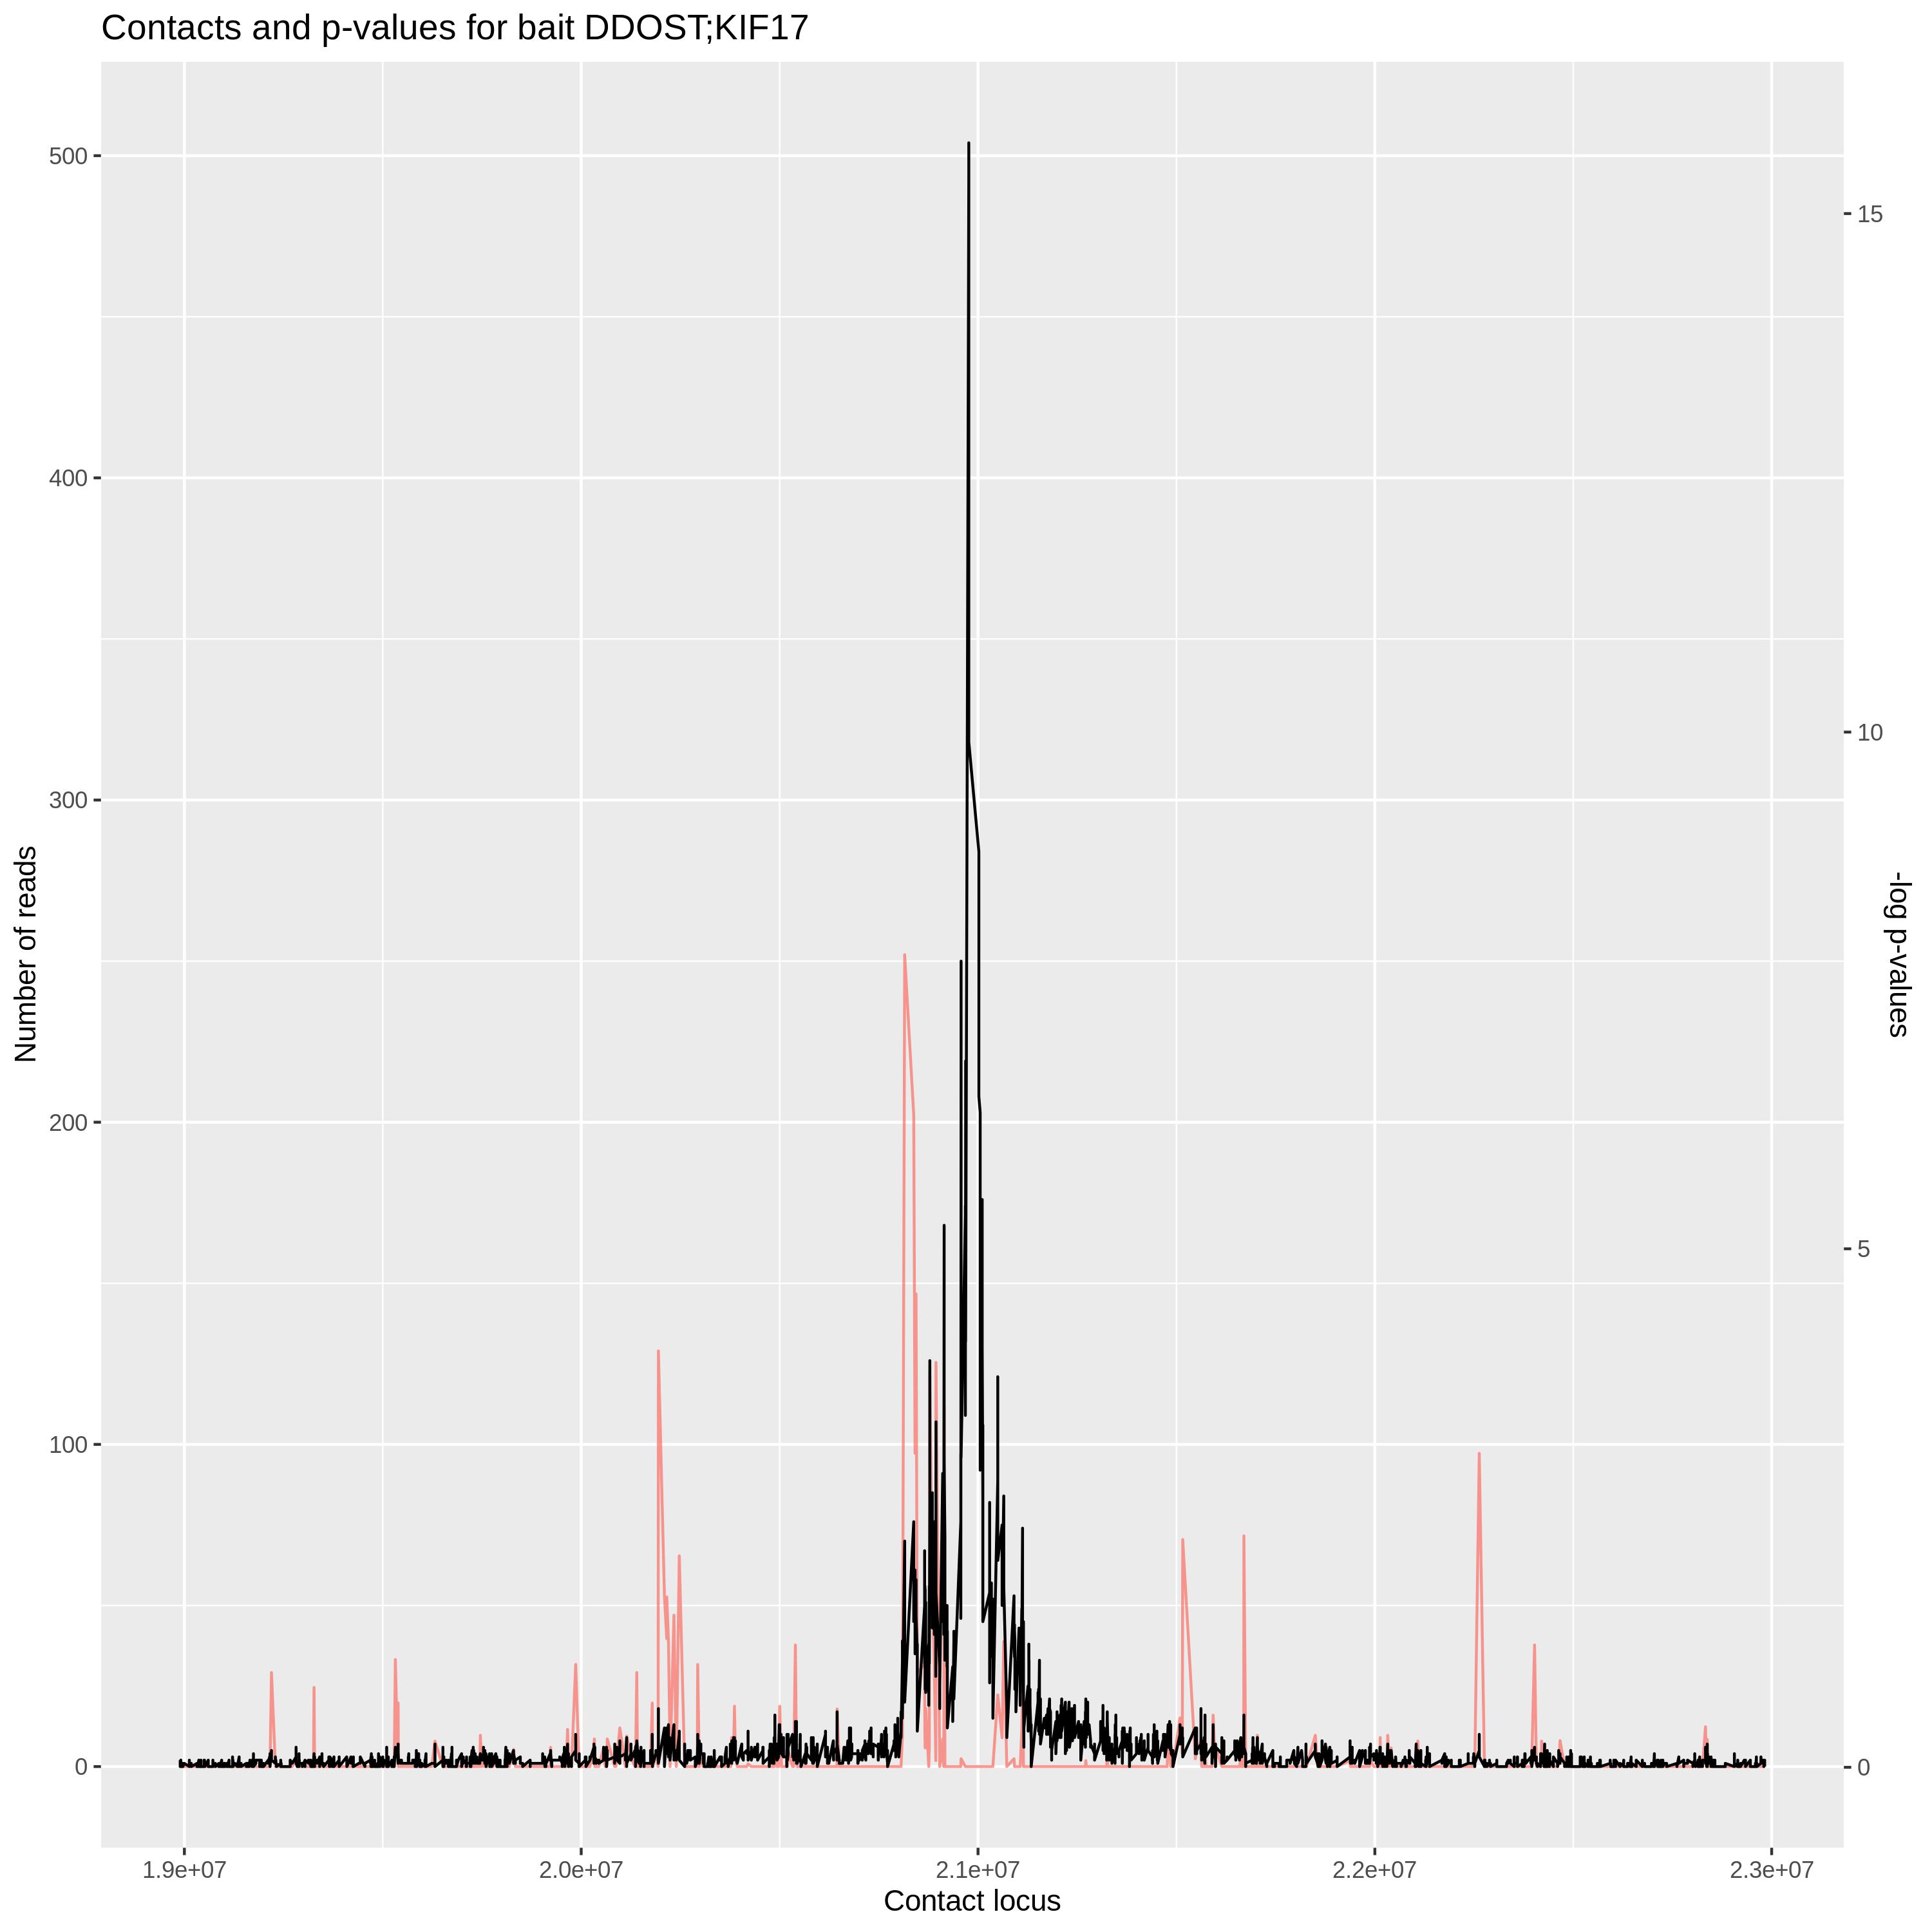 Contacts and p-values for bait DDOST;KIF17
500
400
300
200
100
0
15
10
5
0
Number of reads
-log p-values
1.9e+07
2.0e+07
2.1e+07
2.2e+07
2.3e+07
Contact locus